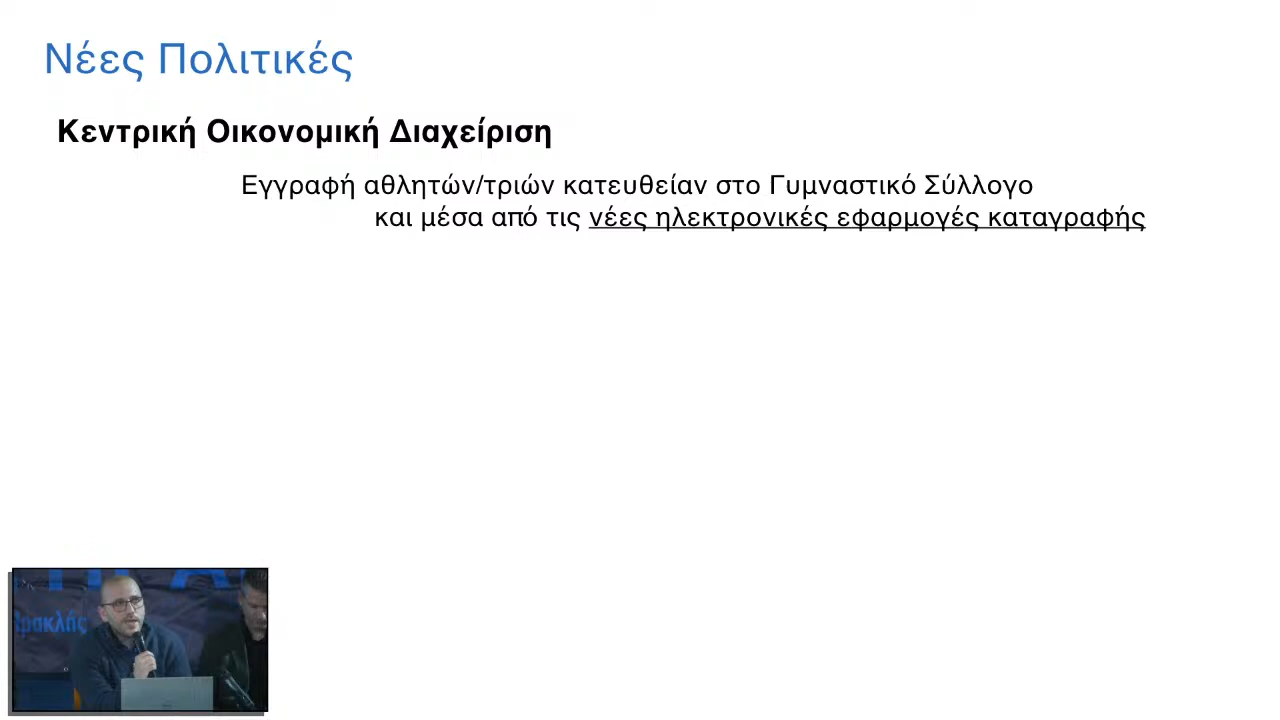 Νέες Πολιτικές
Κεντρική Οικονομική Διαχείριση
Εγγραφή αθλητών/τριών κατευθείαν στο Γυμναστικό Σύλλογο
και μέσα από τις νέες ηλεκτρονικές εφαρμογές καταγραφής